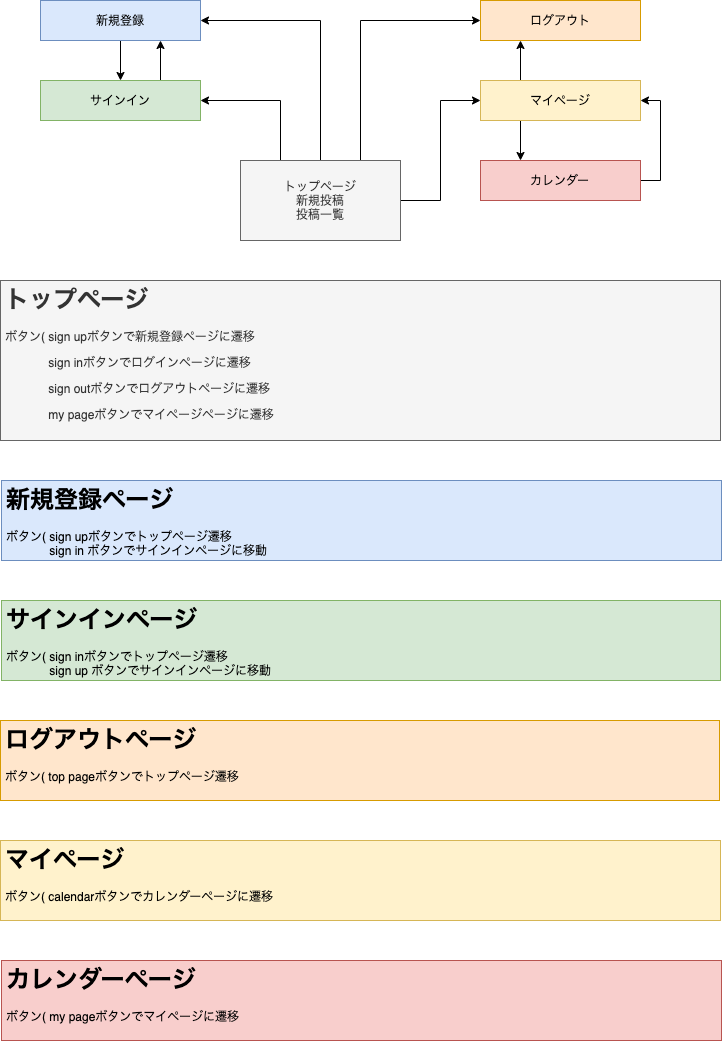 新規登録
ログアウト
サインイン
マイページ
トップページ
新規投稿
投稿一覧
カレンダー
トップページ
ボタン( sign upボタンで新規登録ページに遷移
sign inボタンでログインページに遷移
sign outボタンでログアウトページに遷移
my pageボタンでマイページページに遷移
新規登録ページ
ボタン( sign upボタンでトップページ遷移
sign in ボタンでサインインページに移動
サインインページ
ボタン( sign inボタンでトップページ遷移
sign up ボタンでサインインページに移動
ログアウトページ
ボタン( top pageボタンでトップページ遷移
マイページ
ボタン( calendarボタンでカレンダーページに遷移
カレンダーページ
ボタン( my pageボタンでマイページに遷移